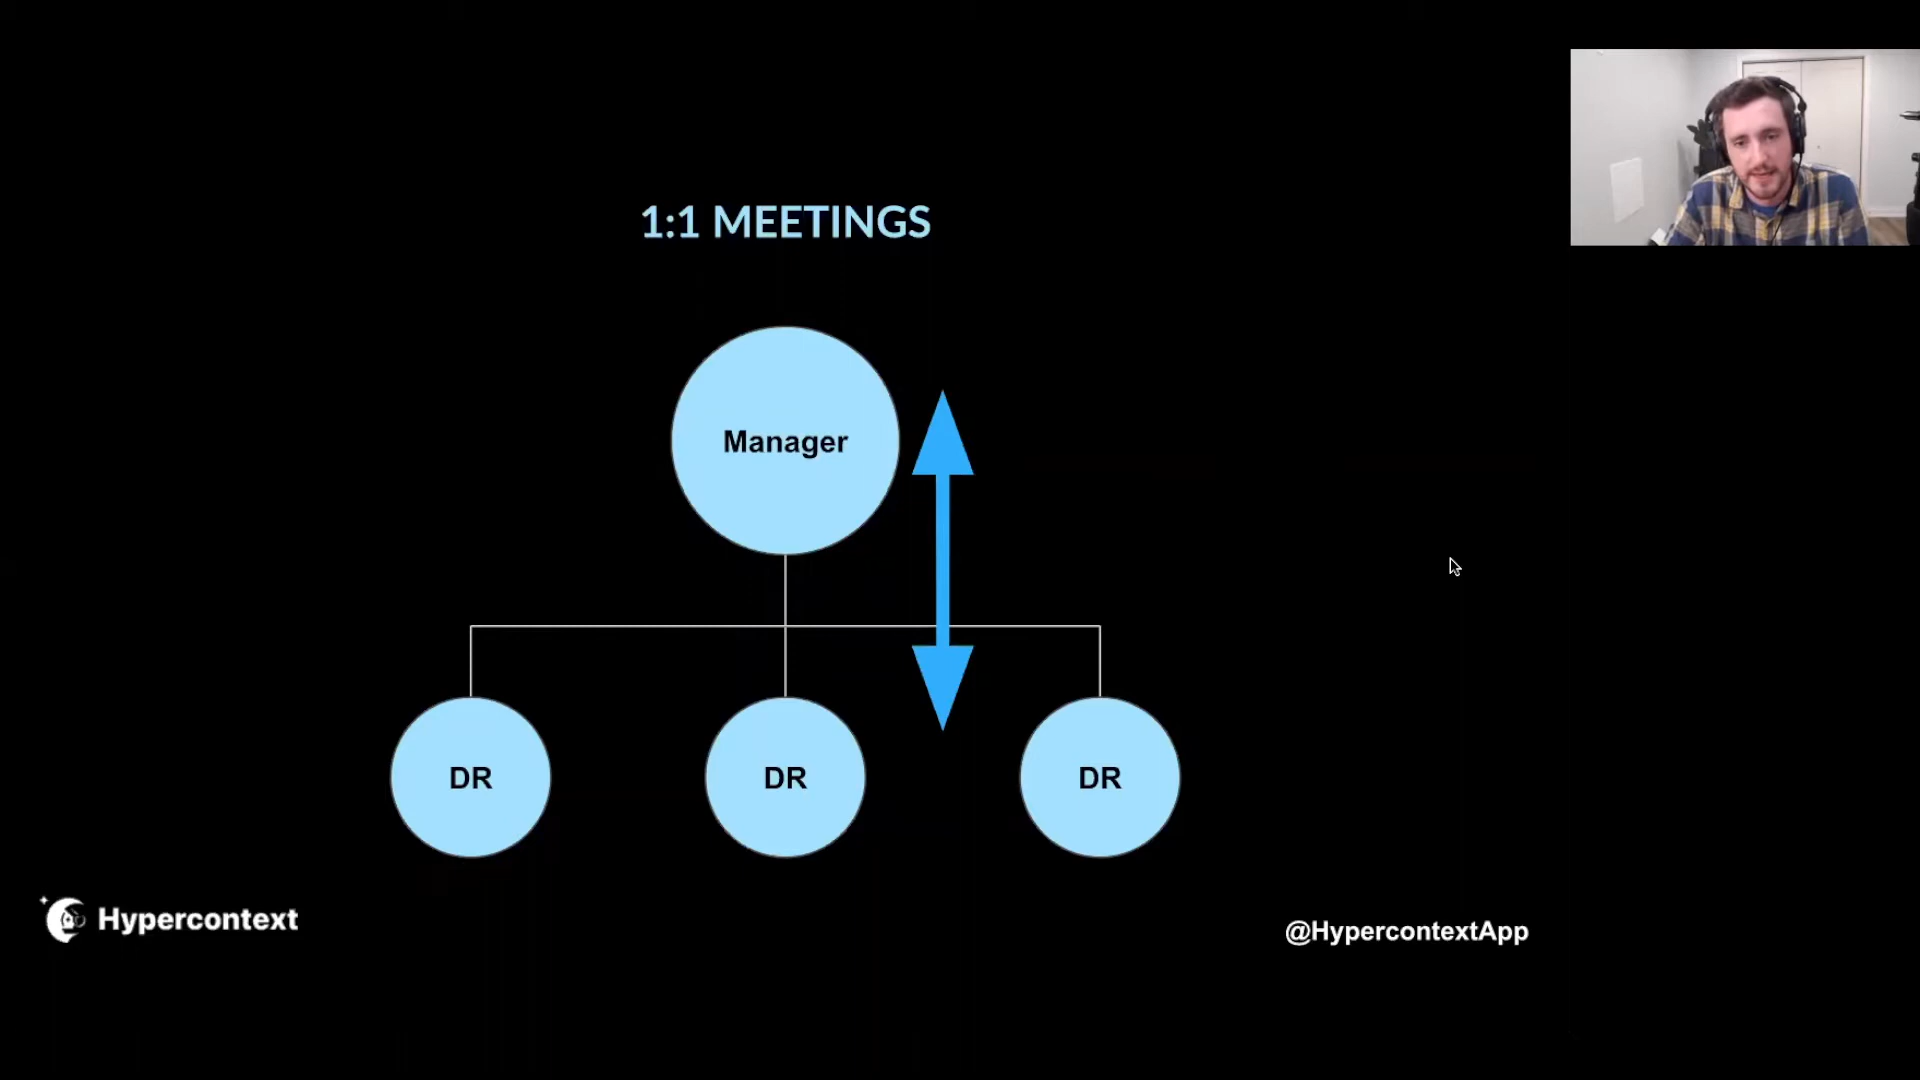 1:1 MEETINGS
Manager
DR
DR
DR
Hypercontext
@HypercontextApp